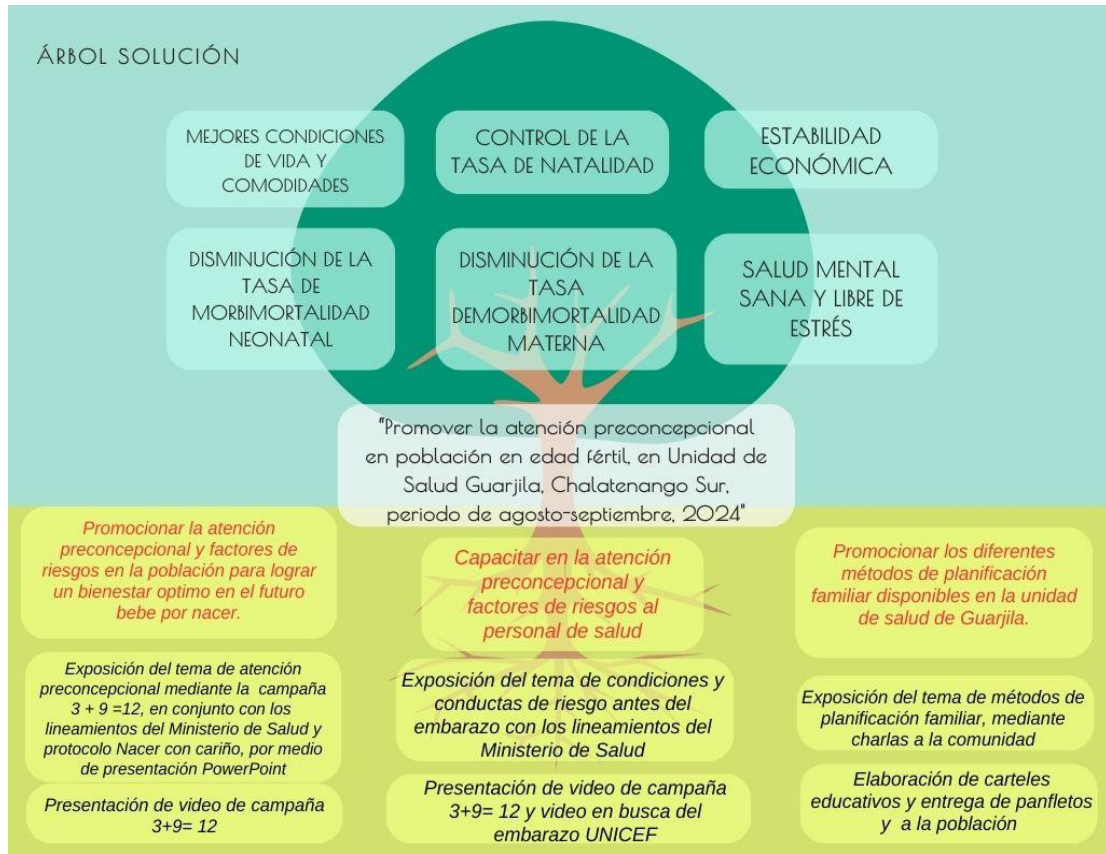 ÁRBOL SOLUCIÓN
MEJORES CONDICIONES
DE VIDA Y
COMODIDADES
CONTROL DE LA
TASA DE NATALIDAD
ESTABILIDAD
ECONÓMICA
DISMINUCIÓN DE LA
TASA DE
MORBIMORTALIDAD
NEONATAL
DISMINUCIÓN DE LA
TASA
DEMORBIMORTALIDAD
MATERNA
SALUD MENTAL
SANA Y LIBRE DE
ESTRÉS
"Promover la atención preconcepcional
en población en edad fértil, en Unidad de
Salud Guarjila, Chalatenango Sur,
periodo de agosto-septiembre, 2024"
Promocionar la atención
preconcepcional y factores de
riesgos en la población para lograr
un bienestar optimo en el futuro
bebe por nacer.
Capacitar en la atención
preconcepcional y
factores de riesgos al
personal de salud
Promocionar los diferentes
métodos de planificación
familiar disponibles en la unidad
de salud de Guarjila.
Exposición del tema de atención
preconcepcional mediante la campaña
3 + 9 =12, en conjunto con los
lineamientos del Ministerio de Salud y
protocolo Nacer con cariño, por medio
de presentación PowerPoint
Exposición del tema de condiciones y
conductas de riesgo antes del
embarazo con los lineamientos del
Ministerio de Salud
Exposición del tema de métodos de
planificación familiar, mediante
charlas a la comunidad
Presentación de video de campaña
3+9= 12
Presentación de video de campaña
3+9= 12 y video en busca del
embarazo UNICEF
Elaboración de carteles
educativos y entrega de panfletos
y a la población